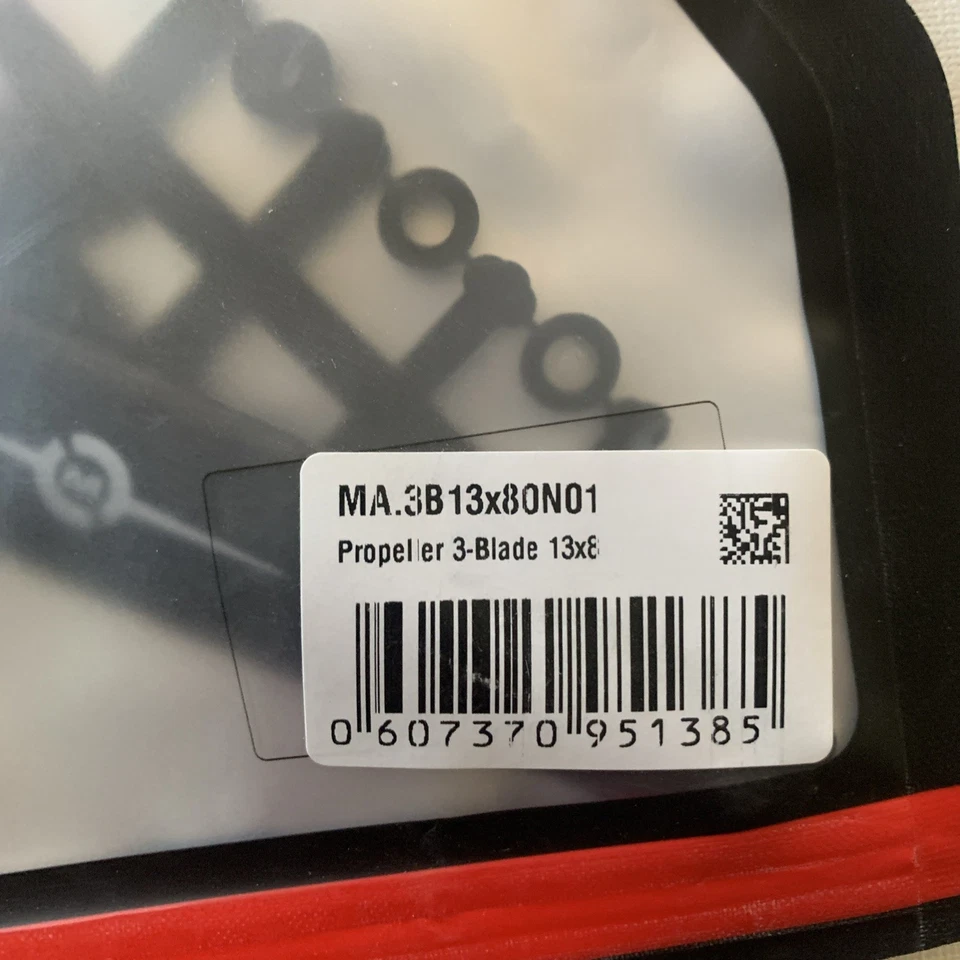 MA.3B13x80N01
Propeller 3-Blade 13x8
0 607370 951385